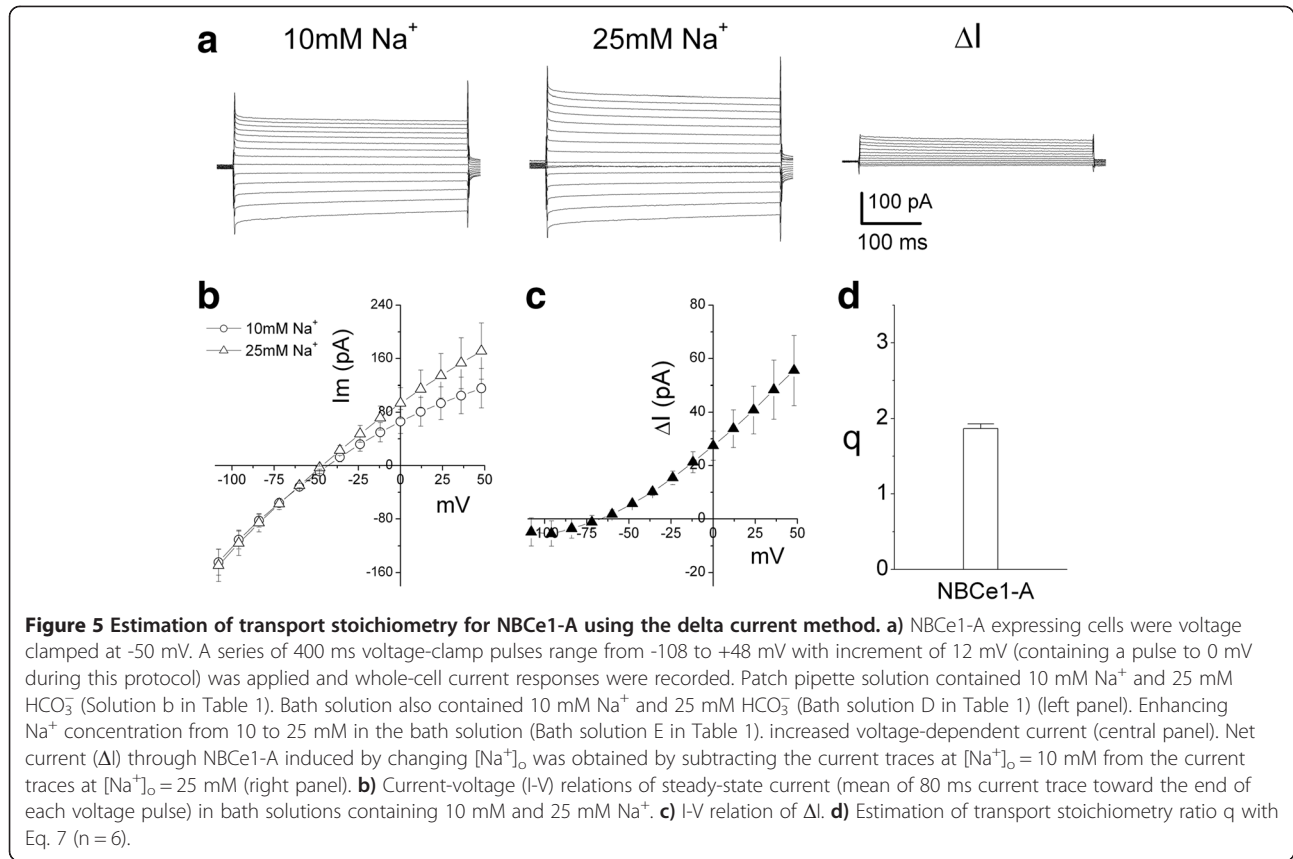 a
10mM Na⁺ 25mM Na⁺ ΔI
100 pA
100 ms
b
10mM Na⁺
25mM Na⁺
Im (pA)
240
160
80
0
-80
-160
-100 -75 -50 -25 0 25 50
mV
c
ΔI (pA)
80
60
40
20
0
-20
-100 -75 -50 -25 0 25 50
mV
d
q
3
2
1
0
NBCe1-A
Figure 5 Estimation of transport stoichiometry for NBCe1-A using the delta current method. a) NBCe1-A expressing cells were voltage
clamped at -50 mV. A series of 400 ms voltage-clamp pulses range from -108 to +48 mV with increment of 12 mV (containing a pulse to 0 mV
during this protocol) was applied and whole-cell current responses were recorded. Patch pipette solution contained 10 mM Na⁺ and 25 mM
HCO₃⁻ (Solution b in Table 1). Bath solution also contained 10 mM Na⁺ and 25 mM HCO₃⁻ (Bath solution D in Table 1) (left panel). Enhancing
Na⁺ concentration from 10 to 25 mM in the bath solution (Bath solution E in Table 1). increased voltage-dependent current (central panel). Net
current (ΔI) through NBCe1-A induced by changing [Na⁺]ₒ was obtained by subtracting the current traces at [Na⁺]ₒ = 10 mM from the current
traces at [Na⁺]ₒ = 25 mM (right panel). b) Current-voltage (I-V) relations of steady-state current (mean of 80 ms current trace toward the end of
each voltage pulse) in bath solutions containing 10 mM and 25 mM Na⁺. c) I-V relation of ΔI. d) Estimation of transport stoichiometry ratio q with
Eq. 7 (n = 6).